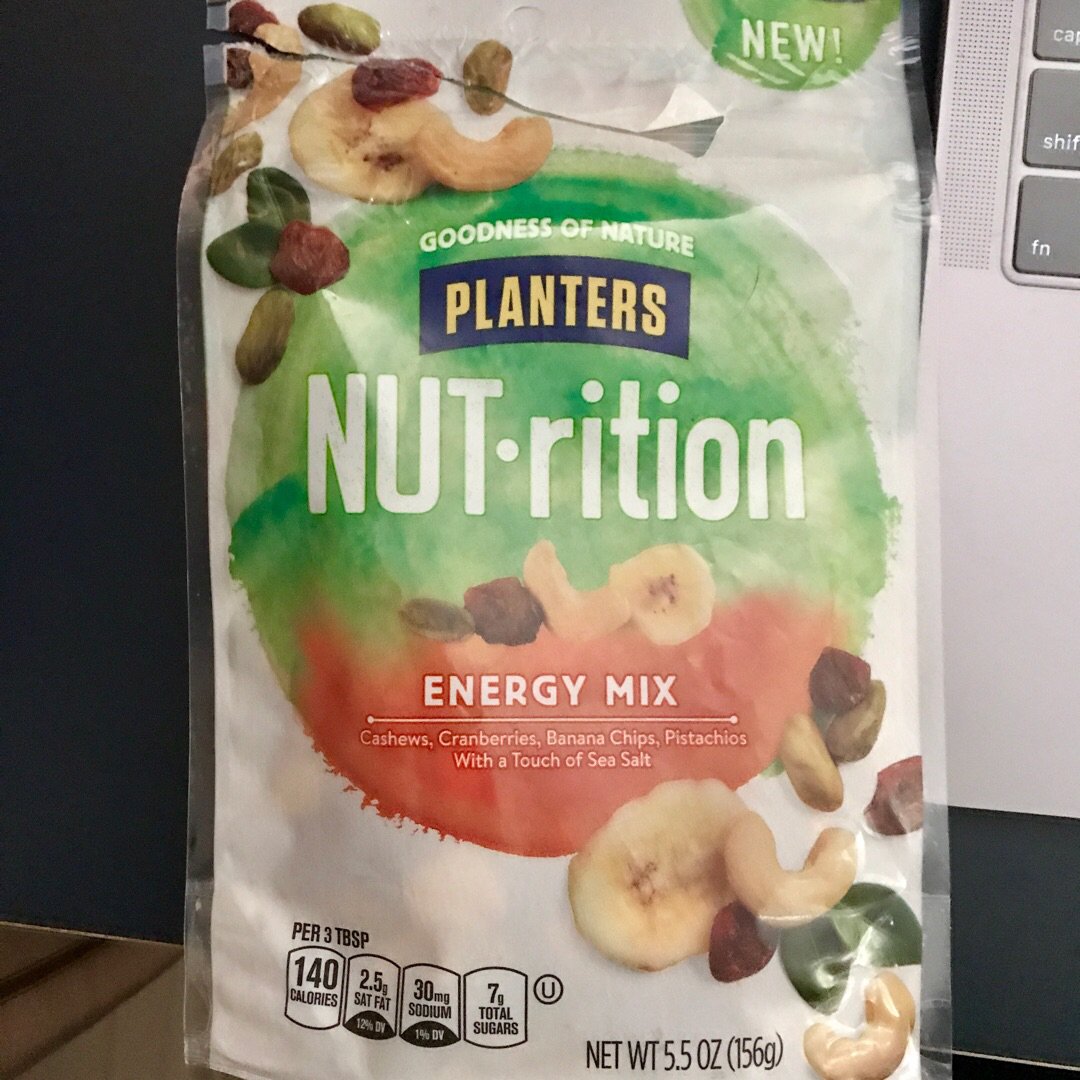 NEW!
cap
shif
fn
GOODNESS OF NATURE
PLANTERS
NUT·rition
ENERGY MIX
Cashews, Cranberries, Banana Chips, Pistachios
With a Touch of Sea Salt
PER 3 TBSP
140 CALORIES
2.5g SAT FAT 12% DV
30mg SODIUM 1% DV
7g TOTAL SUGARS
U
NET WT 5.5 OZ (156g)